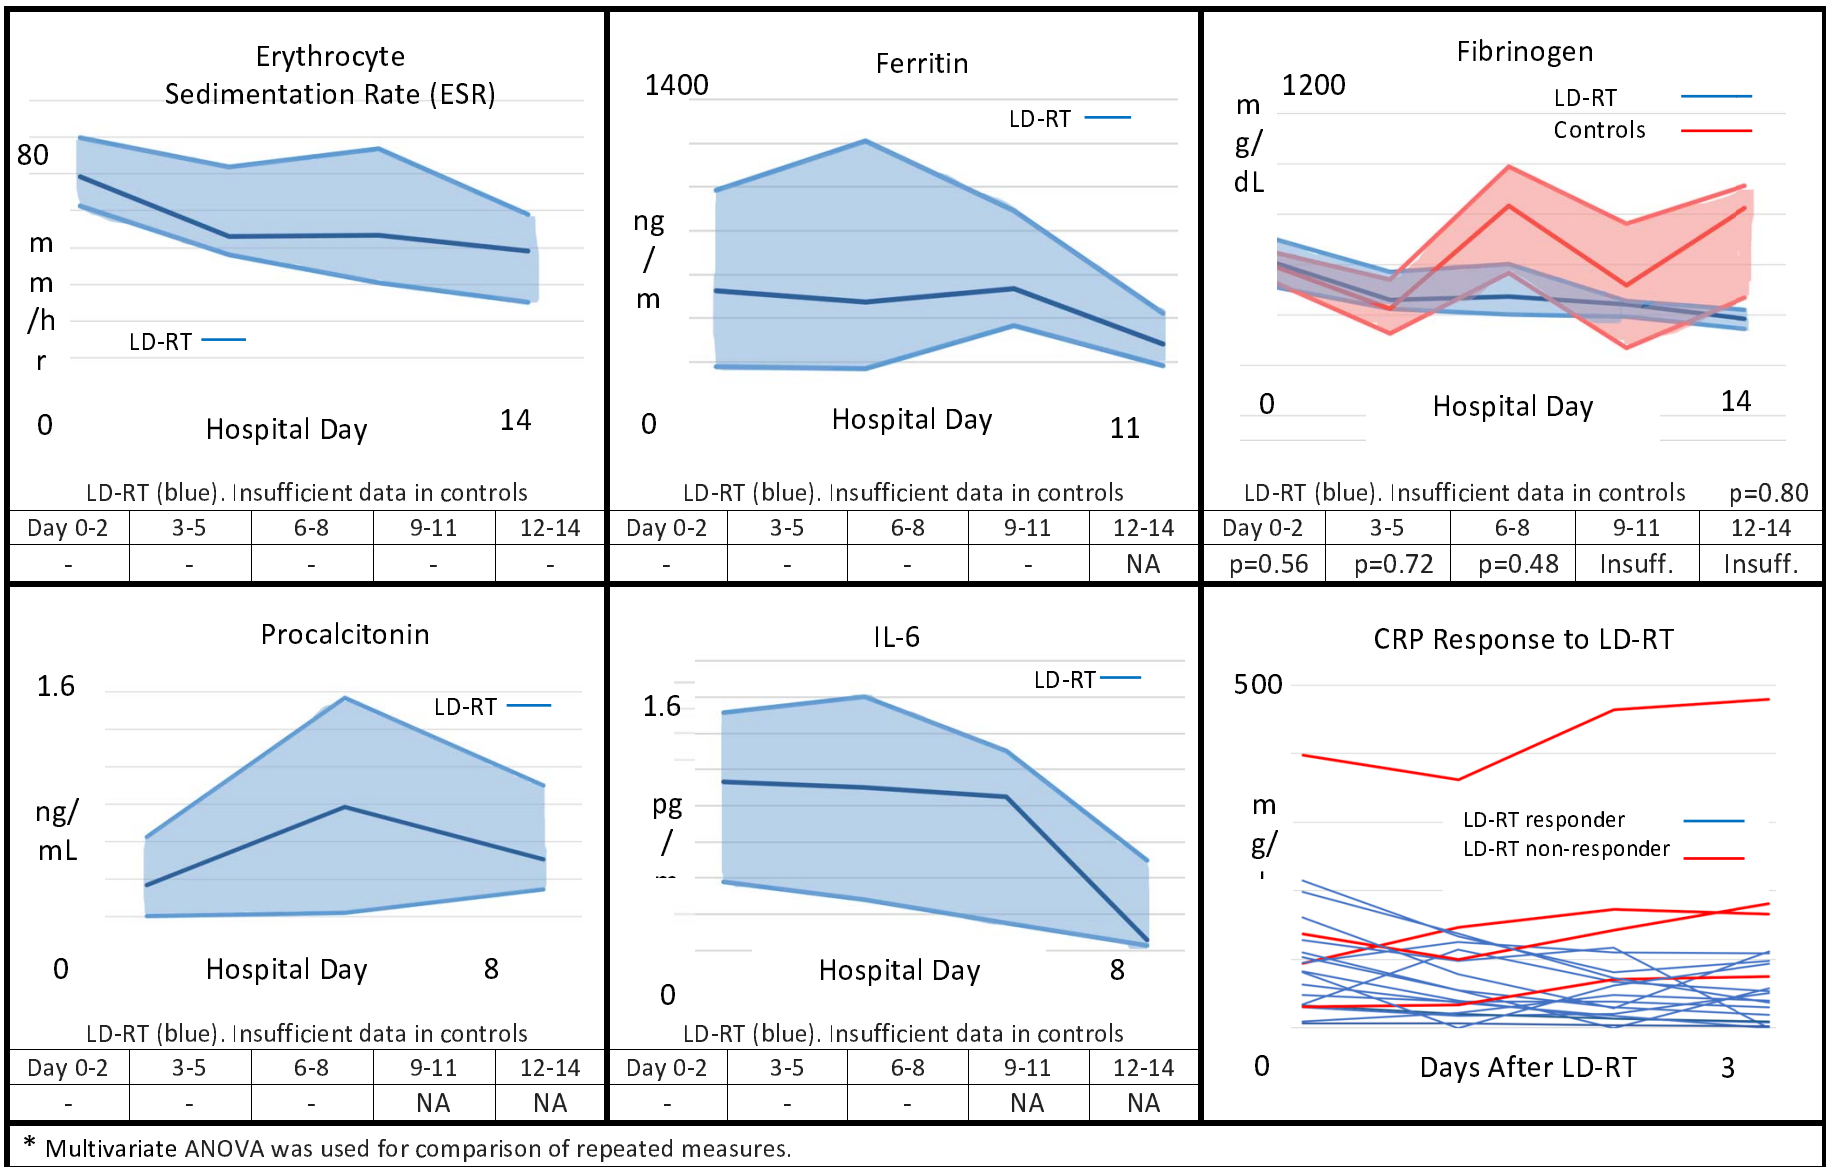 Erythrocyte
Sedimentation Rate (ESR)
80
m
m
/h
r
LD-RT
0
Hospital Day
14
LD-RT (blue). Insufficient data in controls
Day 0-2 3-5 6-8 9-11 12-14
- - - - -
Ferritin
1400
LD-RT
ng
/
m
0
Hospital Day
11
LD-RT (blue). Insufficient data in controls
Day 0-2 3-5 6-8 9-11 12-14
- - - - NA
Fibrinogen
1200
m
g/
dL
LD-RT
Controls
0
Hospital Day
14
LD-RT (blue). Insufficient data in controls p=0.80
Day 0-2 3-5 6-8 9-11 12-14
p=0.56 p=0.72 p=0.48 Insuff. Insuff.
Procalcitonin
1.6
LD-RT
ng/
mL
0
Hospital Day
8
LD-RT (blue). Insufficient data in controls
Day 0-2 3-5 6-8 9-11 12-14
- - - NA NA
IL-6
1.6
LD-RT
pg
/
0
Hospital Day
8
LD-RT (blue). Insufficient data in controls
Day 0-2 3-5 6-8 9-11 12-14
- - - NA NA
CRP Response to LD-RT
500
m
g/
LD-RT responder
LD-RT non-responder
0
Days After LD-RT
3
* Multivariate ANOVA was used for comparison of repeated measures.